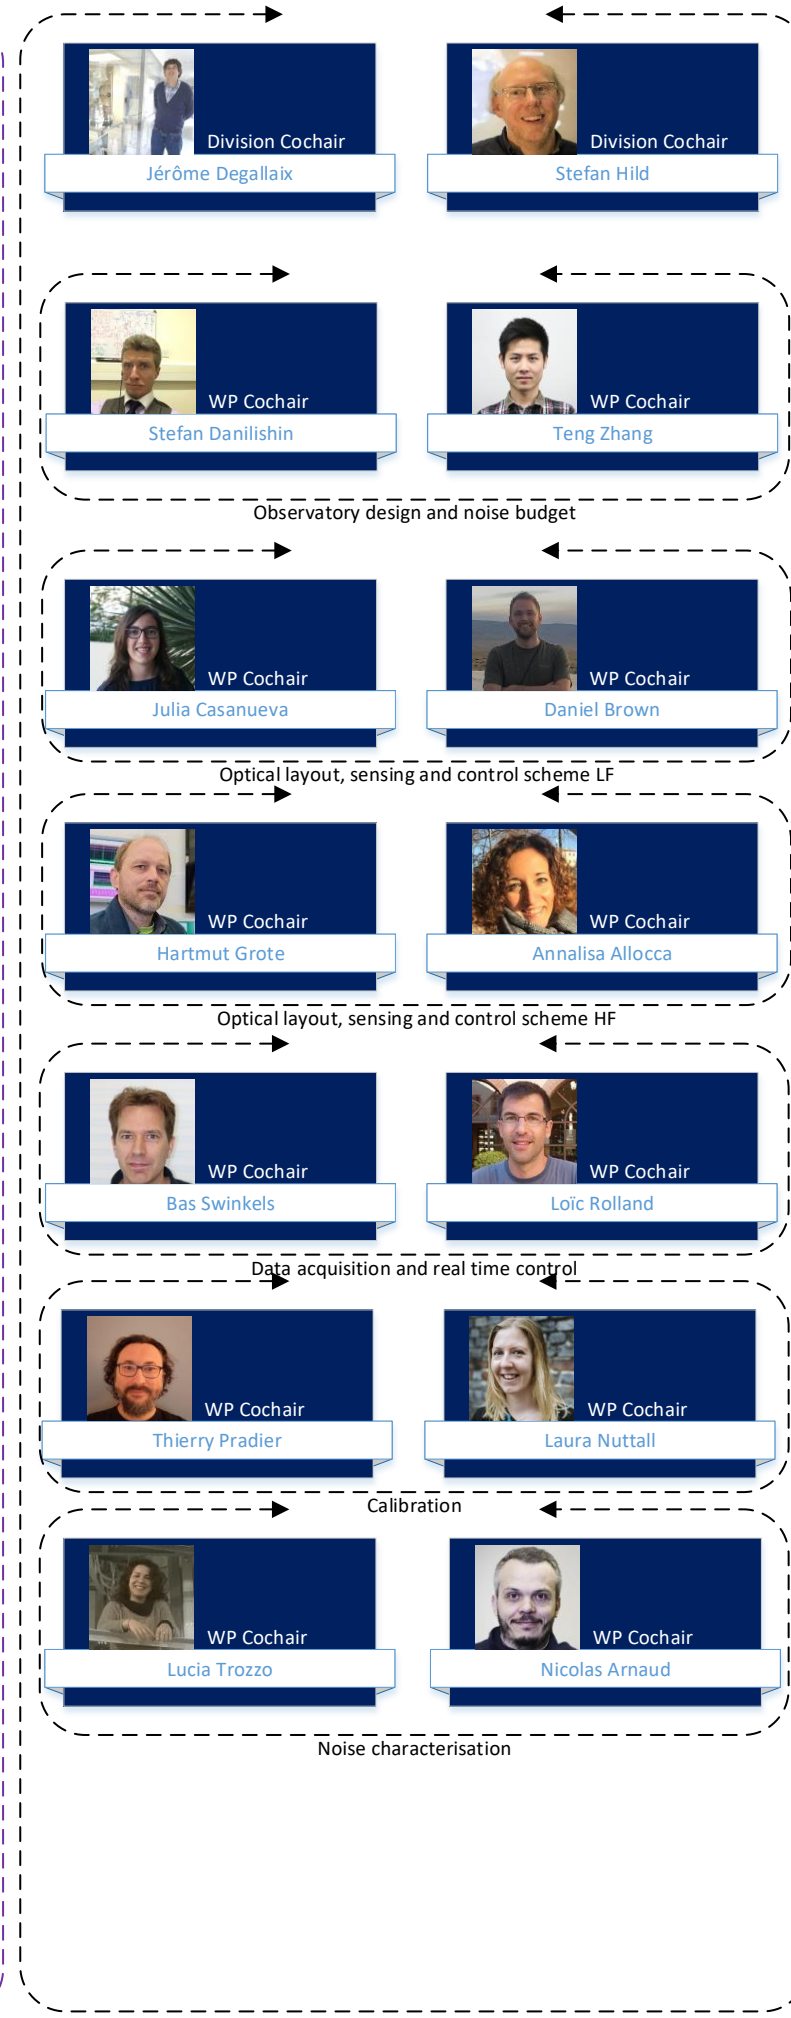 Division Cochair
Jérôme Degallaix
Division Cochair
Stefan Hild
WP Cochair
Stefan Danilishin
WP Cochair
Teng Zhang
Observatory design and noise budget
WP Cochair
Julia Casanueva
WP Cochair
Daniel Brown
Optical layout, sensing and control scheme LF
WP Cochair
Hartmut Grote
WP Cochair
Annalisa Allocca
Optical layout, sensing and control scheme HF
WP Cochair
Bas Swinkels
WP Cochair
Loïc Rolland
Data acquisition and real time control
WP Cochair
Thierry Pradier
WP Cochair
Laura Nuttall
Calibration
WP Cochair
Lucia Trozzo
WP Cochair
Nicolas Arnaud
Noise characterisation